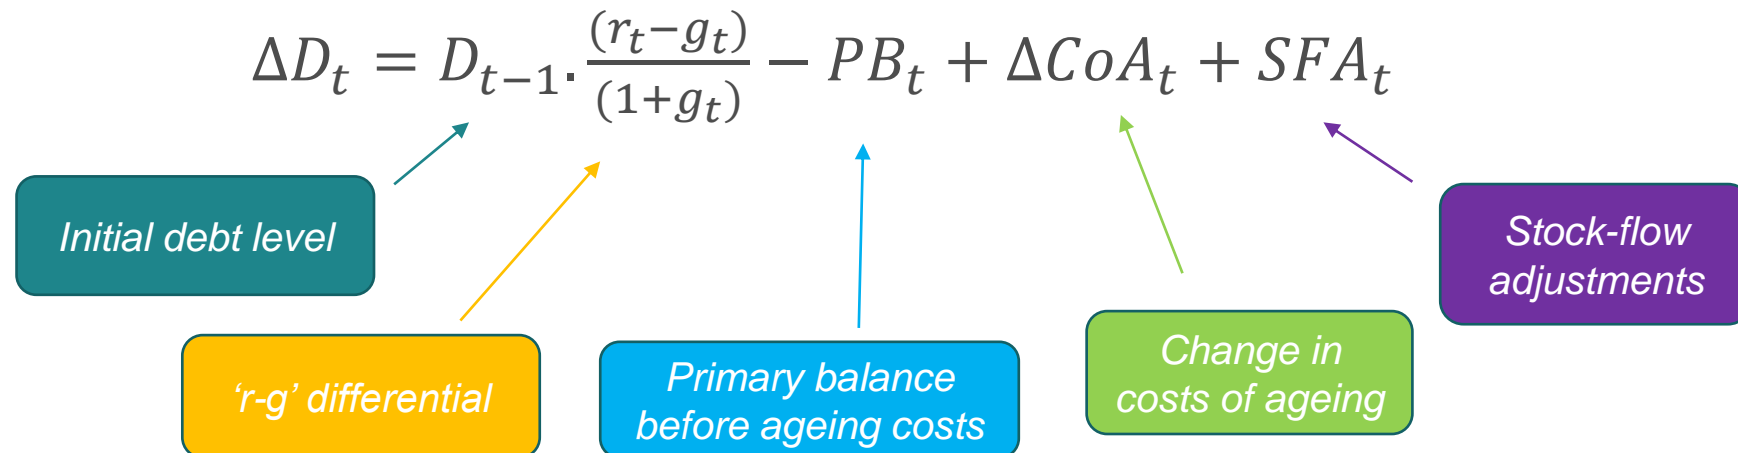 ΔD_t = D_{t−1}. (r_t−g_t)/(1+g_t) − PB_t + ΔCoA_t + SFA_t
Initial debt level
‘r-g’ differential
Primary balance
before ageing costs
Change in
costs of ageing
Stock-flow
adjustments